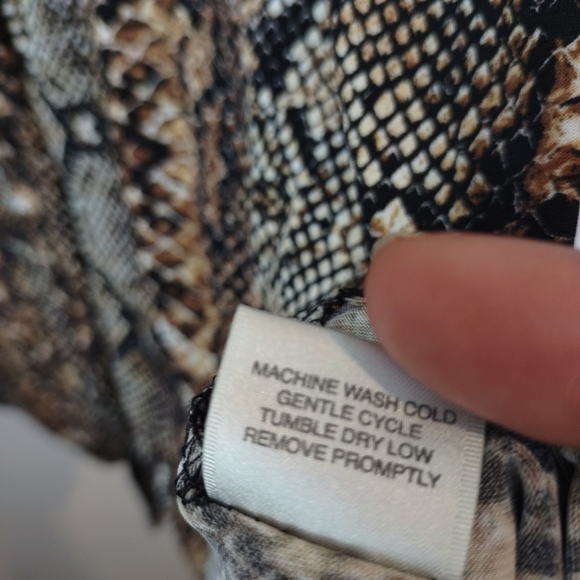 MACHINE WASH COLD
GENTLE CYCLE
TUMBLE DRY LOW
REMOVE PROMPTLY